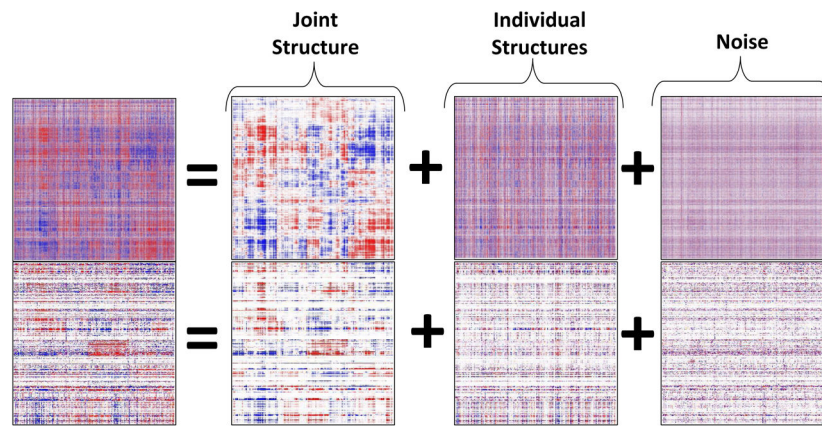 Joint
Structure
Individual
Structures
Noise
= + +
= + +